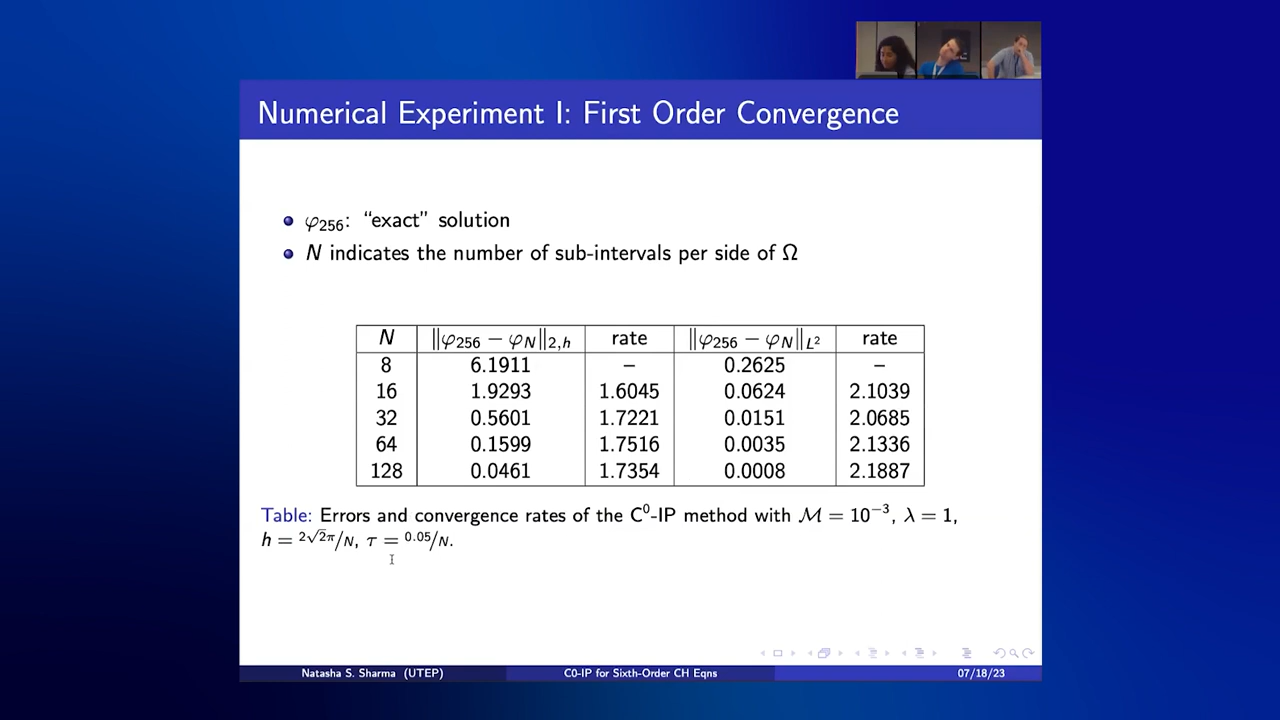 Numerical Experiment I: First Order Convergence
φ₂₅₆: “exact” solution
N indicates the number of sub-intervals per side of Ω
N ‖φ₂₅₆ − φ_N‖₂,ₕ rate ‖φ₂₅₆ − φ_N‖_L² rate
8 6.1911 – 0.2625 –
16 1.9293 1.6045 0.0624 2.1039
32 0.5601 1.7221 0.0151 2.0685
64 0.1599 1.7516 0.0035 2.1336
128 0.0461 1.7354 0.0008 2.1887
Table: Errors and convergence rates of the C⁰-IP method with ℳ = 10⁻³, λ = 1,
h = 2√2π/N, τ = 0.05/N.
Natasha S. Sharma (UTEP) C0-IP for Sixth-Order CH Eqns 07/18/23